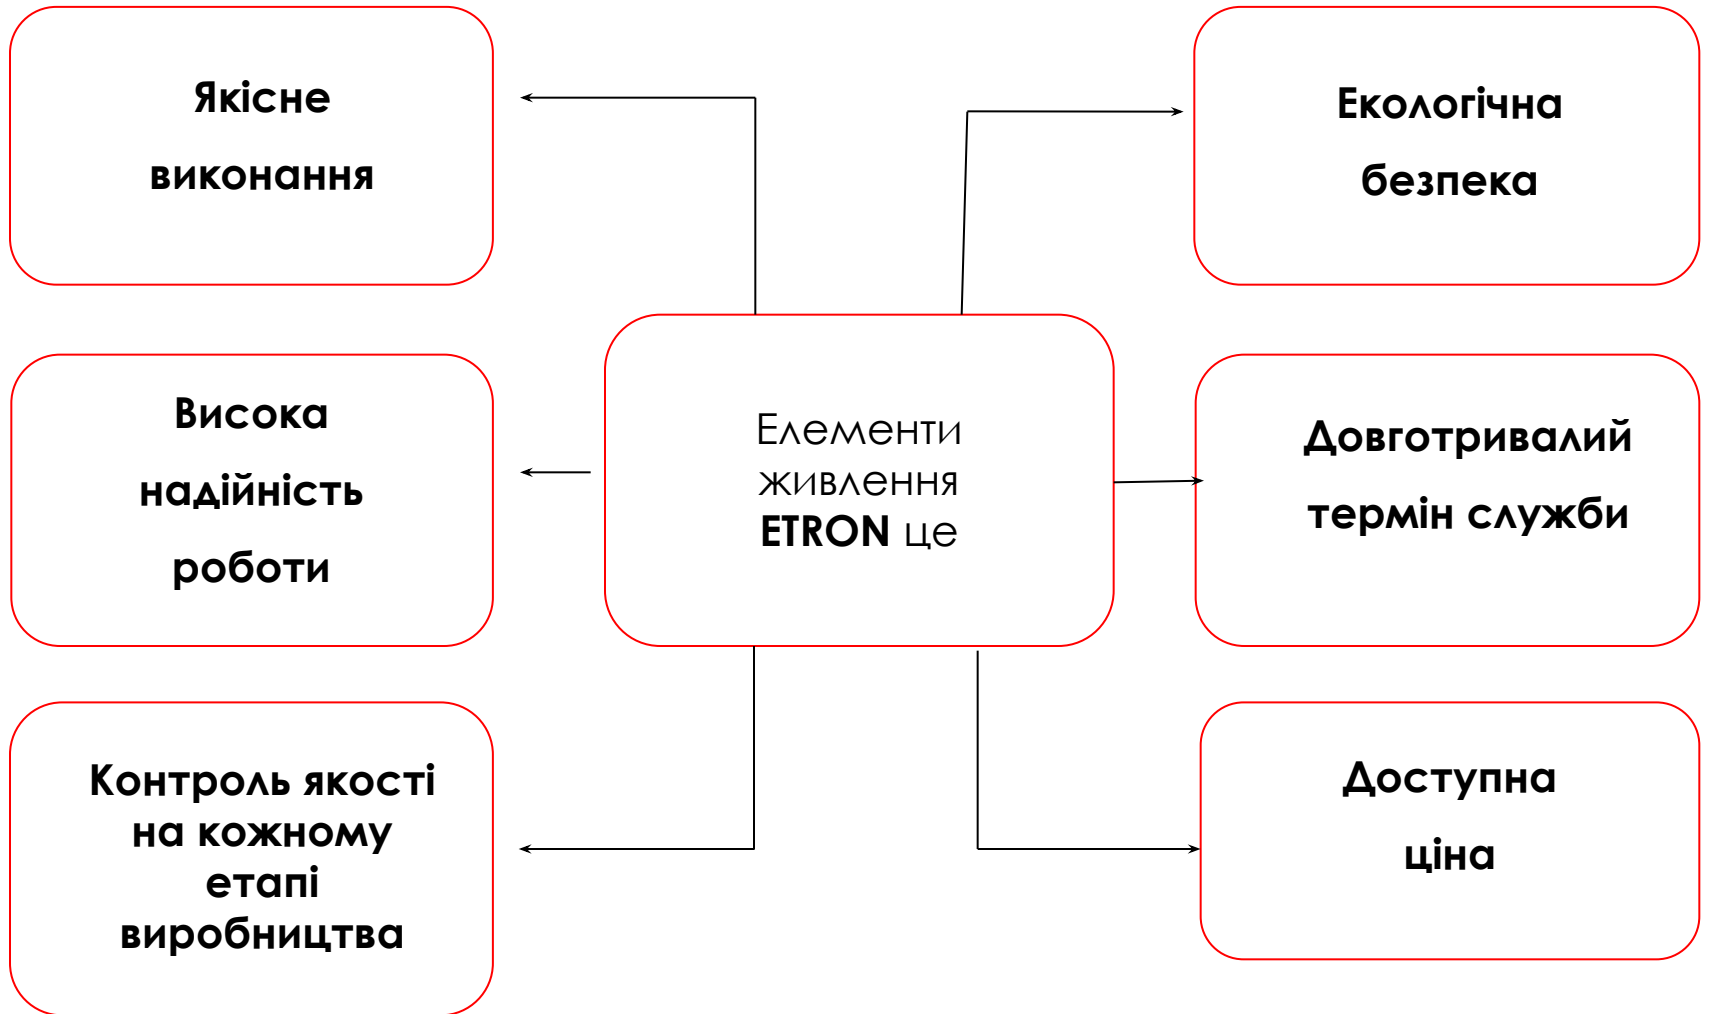 Якісне
виконання
Екологічна
безпека
Висока
надійність
роботи
Елементи
живлення
ETRON це
Довготривалий
термін служби
Контроль якості
на кожному
етапі
виробництва
Доступна
ціна